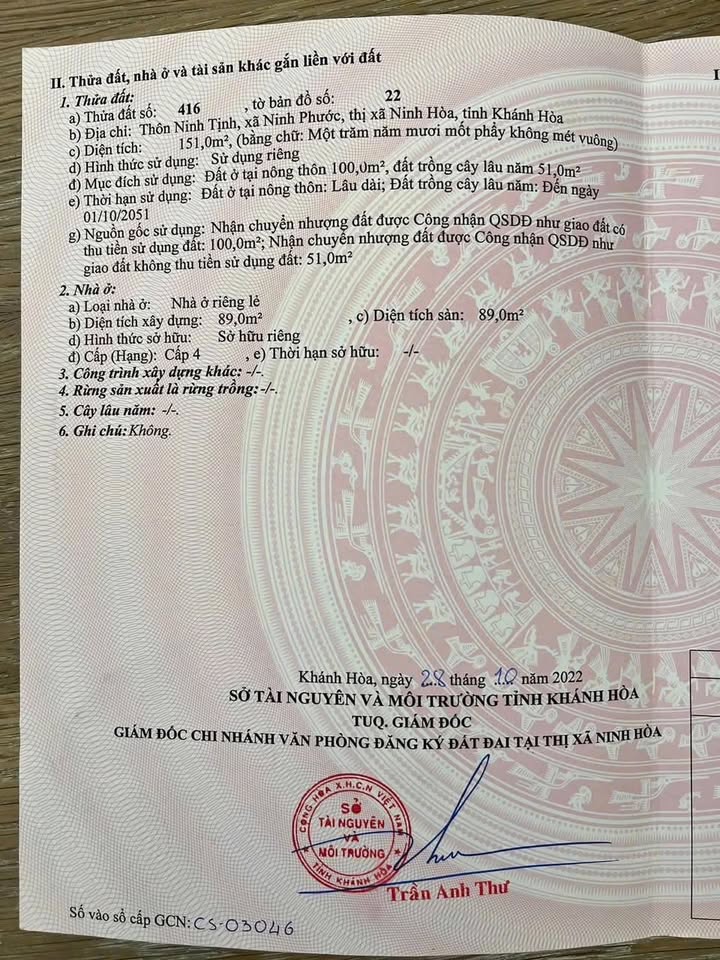 II. Thửa đất, nhà ở và tài sản khác gắn liền với đất
1. Thửa đất:
a) Thửa đất số: 416 , tờ bản đồ số: 22
b) Địa chỉ: Thôn Ninh Tịnh, xã Ninh Phước, thị xã Ninh Hòa, tỉnh Khánh Hòa
c) Diện tích: 151,0m², (bằng chữ: Một trăm năm mươi mốt phẩy không mét vuông)
d) Hình thức sử dụng: Sử dụng riêng
đ) Mục đích sử dụng: Đất ở tại nông thôn 100,0m², đất trồng cây lâu năm 51,0m²
e) Thời hạn sử dụng: Đất ở tại nông thôn: Lâu dài; Đất trồng cây lâu năm: Đến ngày
01/10/2051
g) Nguồn gốc sử dụng: Nhận chuyển nhượng đất được Công nhận QSDĐ như giao đất có
thu tiền sử dụng đất: 100,0m²; Nhận chuyển nhượng đất được Công nhận QSDĐ như
giao đất không thu tiền sử dụng đất: 51,0m²
2. Nhà ở:
a) Loại nhà ở: Nhà ở riêng lẻ
b) Diện tích xây dựng: 89,0m² , c) Diện tích sàn: 89,0m²
d) Hình thức sở hữu: Sở hữu riêng
đ) Cấp (Hạng): Cấp 4 , e) Thời hạn sở hữu: -/-
3. Công trình xây dựng khác: -/-.
4. Rừng sản xuất là rừng trồng: -/-.
5. Cây lâu năm: -/-.
6. Ghi chú: Không.
Khánh Hòa, ngày 28 tháng 10 năm 2022
SỞ TÀI NGUYÊN VÀ MÔI TRƯỜNG TỈNH KHÁNH HÒA
TUQ. GIÁM ĐỐC
GIÁM ĐỐC CHI NHÁNH VĂN PHÒNG ĐĂNG KÝ ĐẤT ĐAI TẠI THỊ XÃ NINH HÒA
CỘNG HÒA X.H.C.N VIỆT NAM
SỞ
TÀI NGUYÊN
VÀ
MÔI TRƯỜNG
TỈNH KHÁNH HÒA
Trần Anh Thư
Số vào sổ cấp GCN: CS-03046